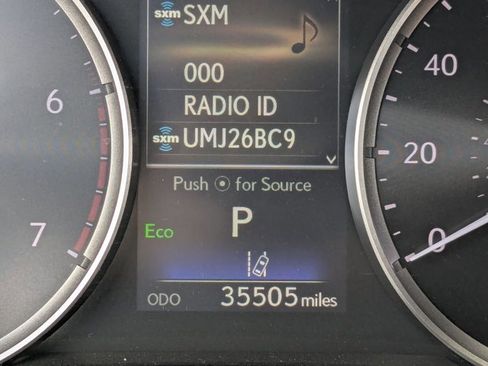 sxm SXM
000
RADIO ID
sxm UMJ26BC9
Push for Source
P
Eco
ODO 35505 miles
6
7
40
20
0